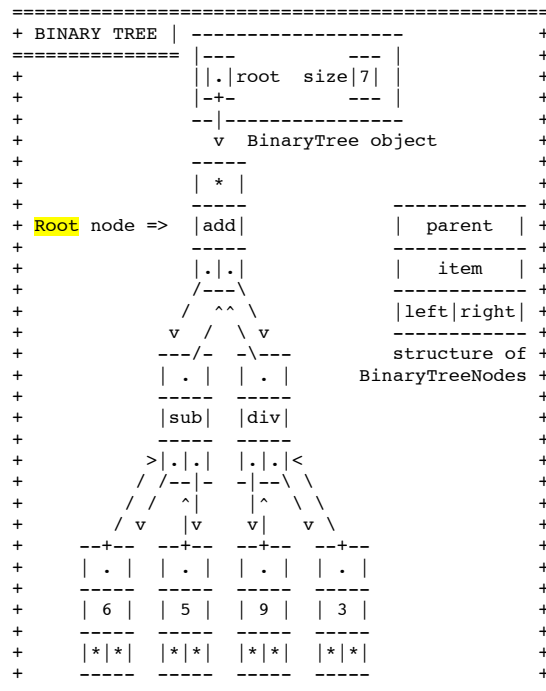 =====================================================
+ BINARY TREE | --------------------                +
=============== |---            --- |               +
+               ||.|root  size|7| |                 +
+               |-+-            --- |               +
+               --|-----------------                +
+                 v  BinaryTree object              +
+               -----                               +
+               | * |                               +
+               -----              ------------     +
+ Root node =>  |add|              |  parent  |     +
+               -----              ------------     +
+               |.|.|              |   item   |     +
+               /---\              ------------     +
+              /  ^^ \             |left|right|     +
+             v  /  \ v            ------------     +
+            ---/-  -\---          structure of     +
+            | . |  | . |       BinaryTreeNodes     +
+            -----  -----                           +
+            |sub|  |div|                           +
+            -----  -----                           +
+           >|.|.|  |.|.|<                          +
+          / /--|-  -|--\ \                         +
+         / /  ^|    |^  \ \                        +
+        / v   |v    v|   v \                       +
+     --+--  --+--  --+--  --+--                    +
+     | . |  | . |  | . |  | . |                    +
+     -----  -----  -----  -----                    +
+     | 6 |  | 5 |  | 9 |  | 3 |                    +
+     -----  -----  -----  -----                    +
+     |*|*|  |*|*|  |*|*|  |*|*|                    +
+     -----  -----  -----  -----                    +